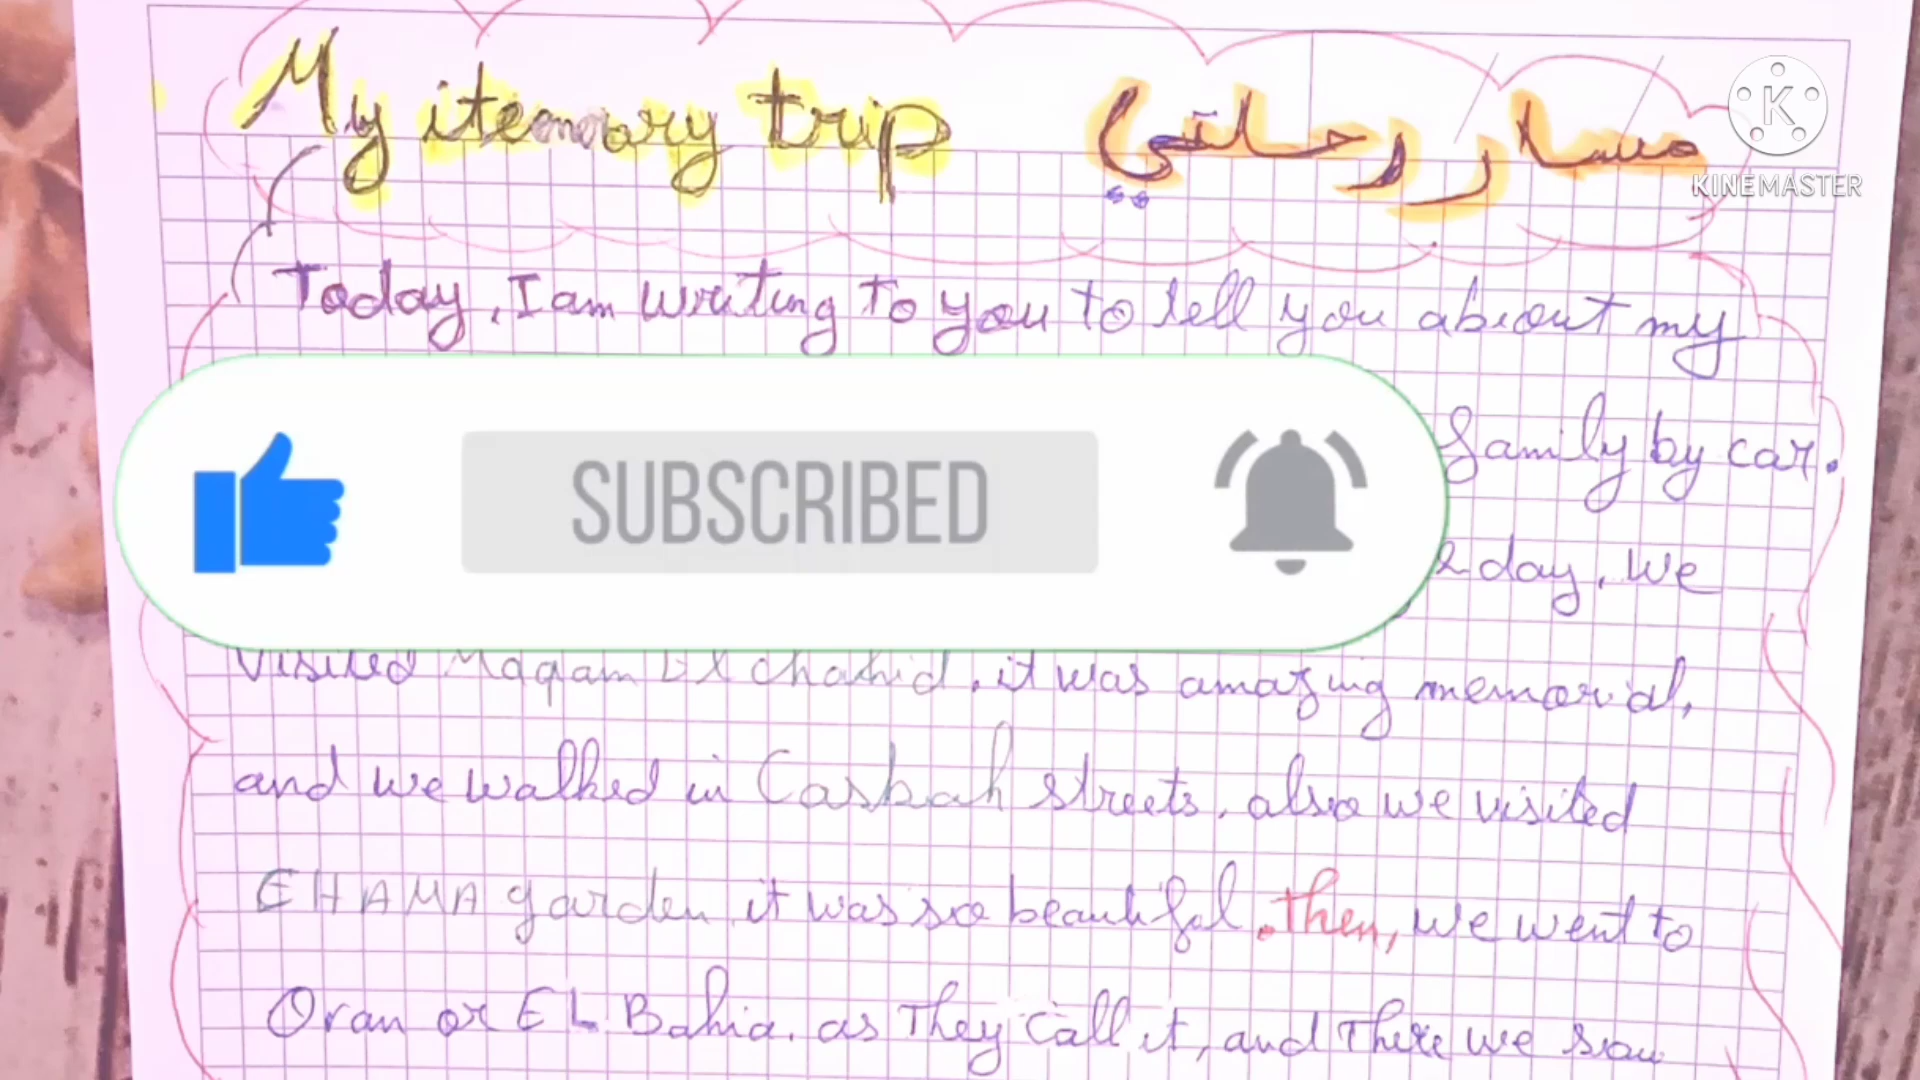 My itemary trip مسار رحلتي
KINEMASTER
Today, I am writing to you to tell you about my
family by car.
SUBSCRIBED
day, we
visited Maqam El chahid, it was amazing memorial,
and we walked in Casbah streets, also we visited
EHAMA garden it was so beautiful. Then, we went to
Oran or EL Bahia. as They call it, and There we saw